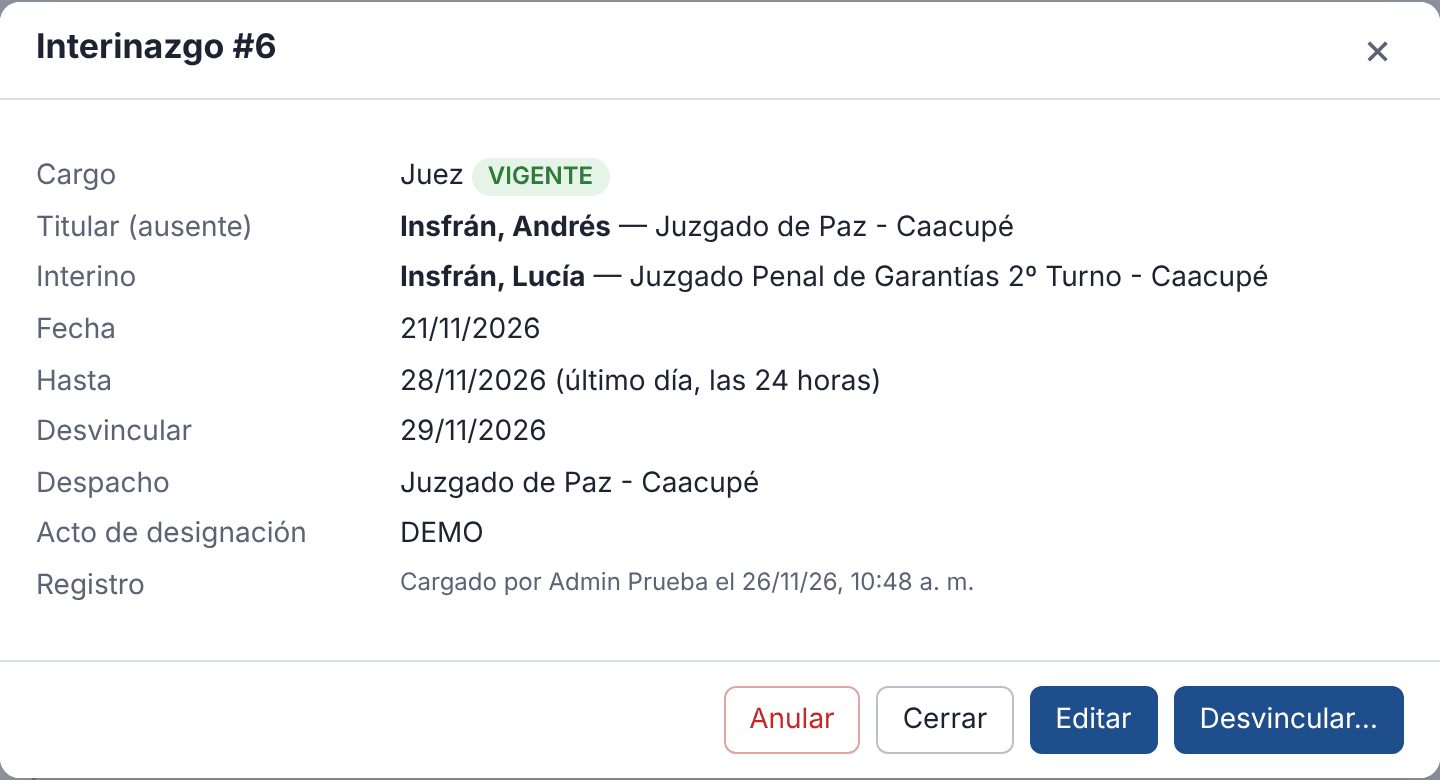 Interinazgo #6
Cargo Juez VIGENTE
Titular (ausente) Insfrán, Andrés — Juzgado de Paz - Caacupé
Interino Insfrán, Lucía — Juzgado Penal de Garantías 2º Turno - Caacupé
Fecha 21/11/2026
Hasta 28/11/2026 (último día, las 24 horas)
Desvincular 29/11/2026
Despacho Juzgado de Paz - Caacupé
Acto de designación DEMO
Registro Cargado por Admin Prueba el 26/11/26, 10:48 a. m.
Anular Cerrar Editar Desvincular...